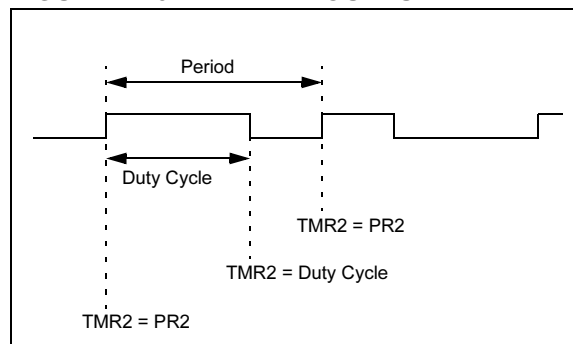 Period
Duty Cycle
TMR2 = PR2
TMR2 = Duty Cycle
TMR2 = PR2